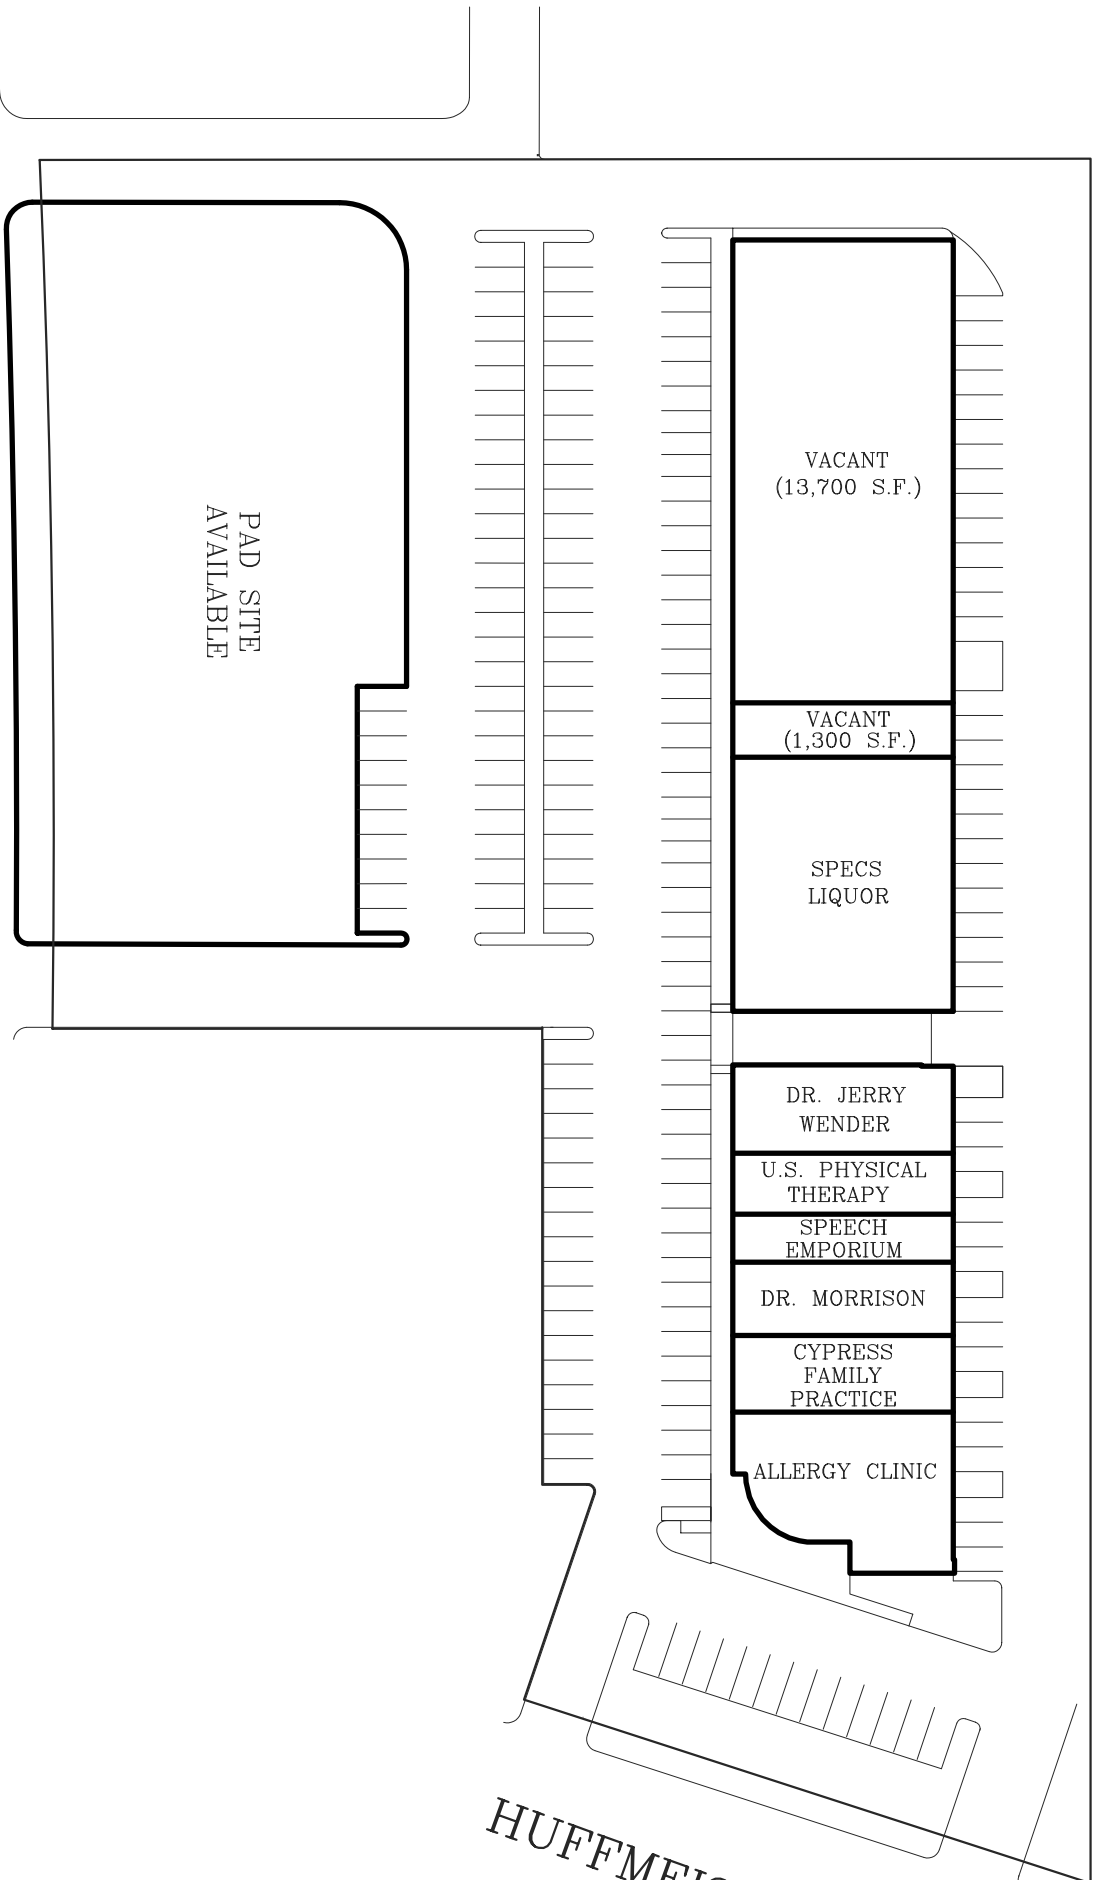 VACANT
(13,700 S.F.)
PAD SITE
AVAILABLE
VACANT
(1,300 S.F.)
SPECS
LIQUOR
DR. JERRY
WENDER
U.S. PHYSICAL
THERAPY
SPEECH
EMPORIUM
DR. MORRISON
CYPRESS
FAMILY
PRACTICE
ALLERGY CLINIC